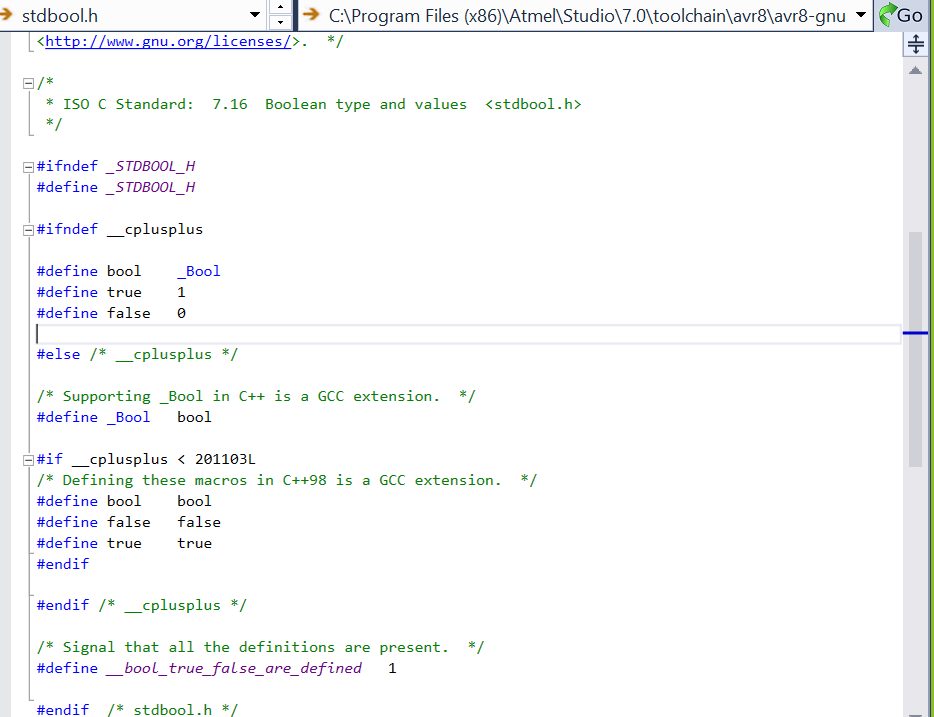 stdbool.h C:\Program Files (x86)\Atmel\Studio\7.0\toolchain\avr8\avr8-gnu Go
<http://www.gnu.org/licenses/>.  */
/*
 * ISO C Standard:  7.16  Boolean type and values  <stdbool.h>
 */
#ifndef _STDBOOL_H
#define _STDBOOL_H
#ifndef __cplusplus
#define bool    _Bool
#define true    1
#define false   0
#else /* __cplusplus */
/* Supporting _Bool in C++ is a GCC extension.  */
#define _Bool   bool
#if __cplusplus < 201103L
/* Defining these macros in C++98 is a GCC extension.  */
#define bool    bool
#define false   false
#define true    true
#endif
#endif /* __cplusplus */
/* Signal that all the definitions are present.  */
#define __bool_true_false_are_defined   1
#endif  /* stdbool.h */